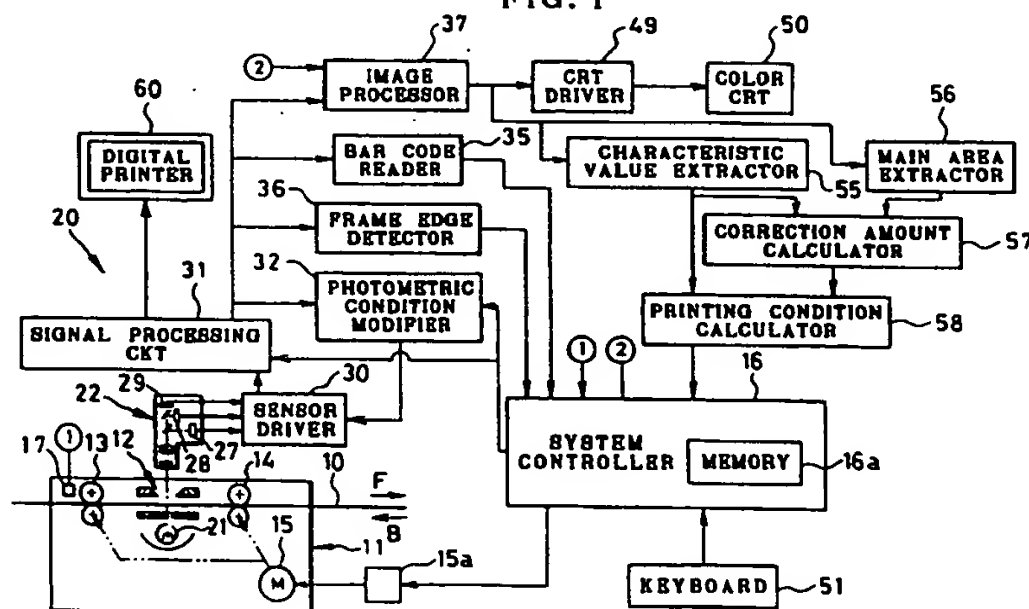 FIG. 1
37
49
50
2
IMAGE
PROCESSOR
CRT
DRIVER
COLOR
CRT
60
35
56
DIGITAL
PRINTER
BAR CODE
READER
CHARACTERISTIC
VALUE EXTRACTOR
55
MAIN AREA
EXTRACTOR
36
20
FRAME EDGE
DETECTOR
CORRECTION AMOUNT
CALCULATOR
57
32
31
PHOTOMETRIC
CONDITION
MODIFIER
PRINTING CONDITION
CALCULATOR
58
SIGNAL PROCESSING
CKT
1
2
16
29
30
22
SENSOR
DRIVER
27
28
SYSTEM
CONTROLLER
MEMORY
16a
1
17
13
12
14
10
F
B
21
15
11
M
15a
KEYBOARD
51